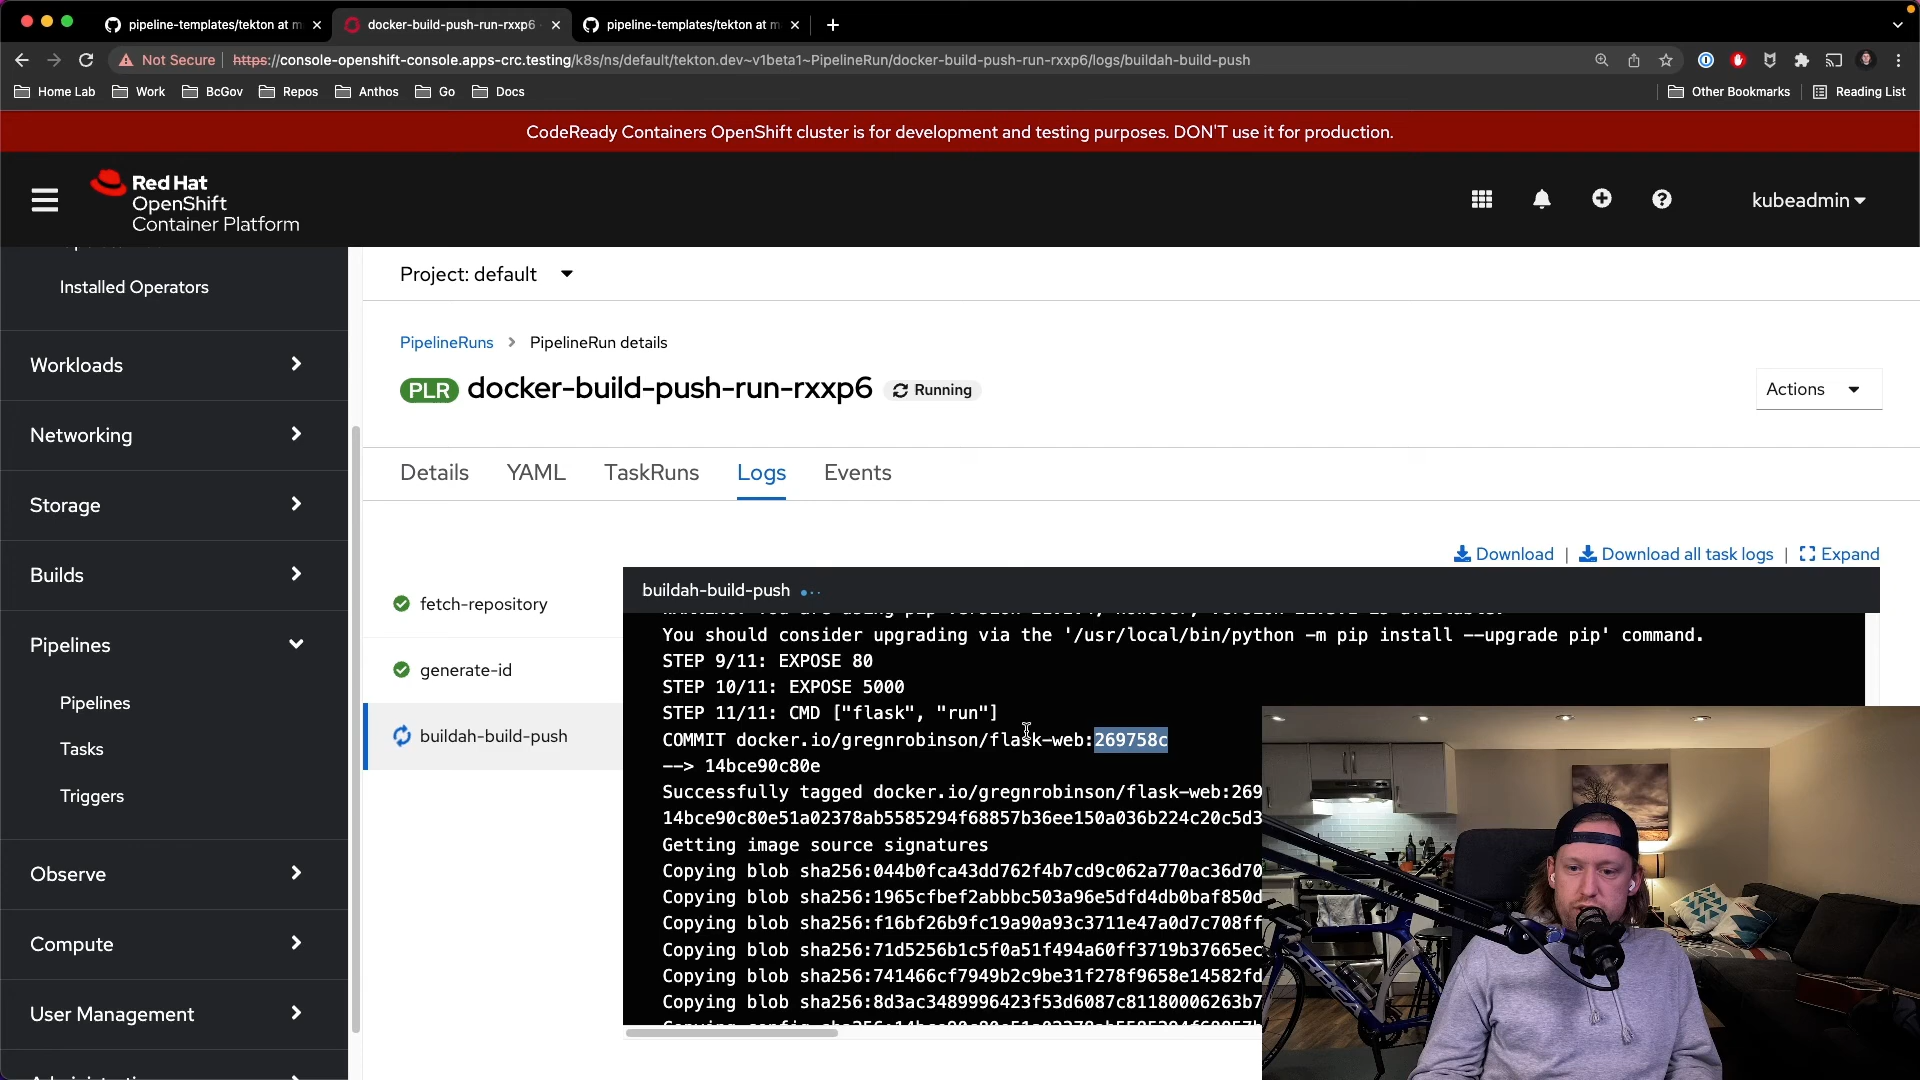 pipeline-templates/tekton at m
docker-build-push-run-rxxp6
pipeline-templates/tekton at m
Not Secure
https://console-openshift-console.apps-crc.testing/k8s/ns/default/tekton.dev~v1beta1~PipelineRun/docker-build-push-run-rxxp6/logs/buildah-build-push
Home Lab
Work
BcGov
Repos
Anthos
Go
Docs
Other Bookmarks
Reading List
CodeReady Containers OpenShift cluster is for development and testing purposes. DON'T use it for production.
Red Hat
OpenShift
Container Platform
kubeadmin
Installed Operators
Workloads
Networking
Storage
Builds
Pipelines
Pipelines
Tasks
Triggers
Observe
Compute
User Management
Project: default
PipelineRuns > PipelineRun details
PLR docker-build-push-run-rxxp6 Running
Actions
Details YAML TaskRuns Logs Events
Download | Download all task logs | Expand
fetch-repository
generate-id
buildah-build-push
buildah-build-push
You should consider upgrading via the '/usr/local/bin/python -m pip install --upgrade pip' command.
STEP 9/11: EXPOSE 80
STEP 10/11: EXPOSE 5000
STEP 11/11: CMD ["flask", "run"]
COMMIT docker.io/gregnrobinson/flask-web:269758c
--> 14bce90c80e
Successfully tagged docker.io/gregnrobinson/flask-web:269
14bce90c80e51a02378ab5585294f68857b36ee150a036b224c20c5d3
Getting image source signatures
Copying blob sha256:044b0fca43dd762f4b7cd9c062a770ac36d70
Copying blob sha256:1965cfbef2abbbc503a96e5dfd4db0baf850d
Copying blob sha256:f16bf26b9fc19a90a93c3711e47a0d7c708ff
Copying blob sha256:71d5256b1c5f0a51f494a60ff3719b37665ec
Copying blob sha256:741466cf7949b2c9be31f278f9658e14582fd
Copying blob sha256:8d3ac3489996423f53d6087c81180006263b7